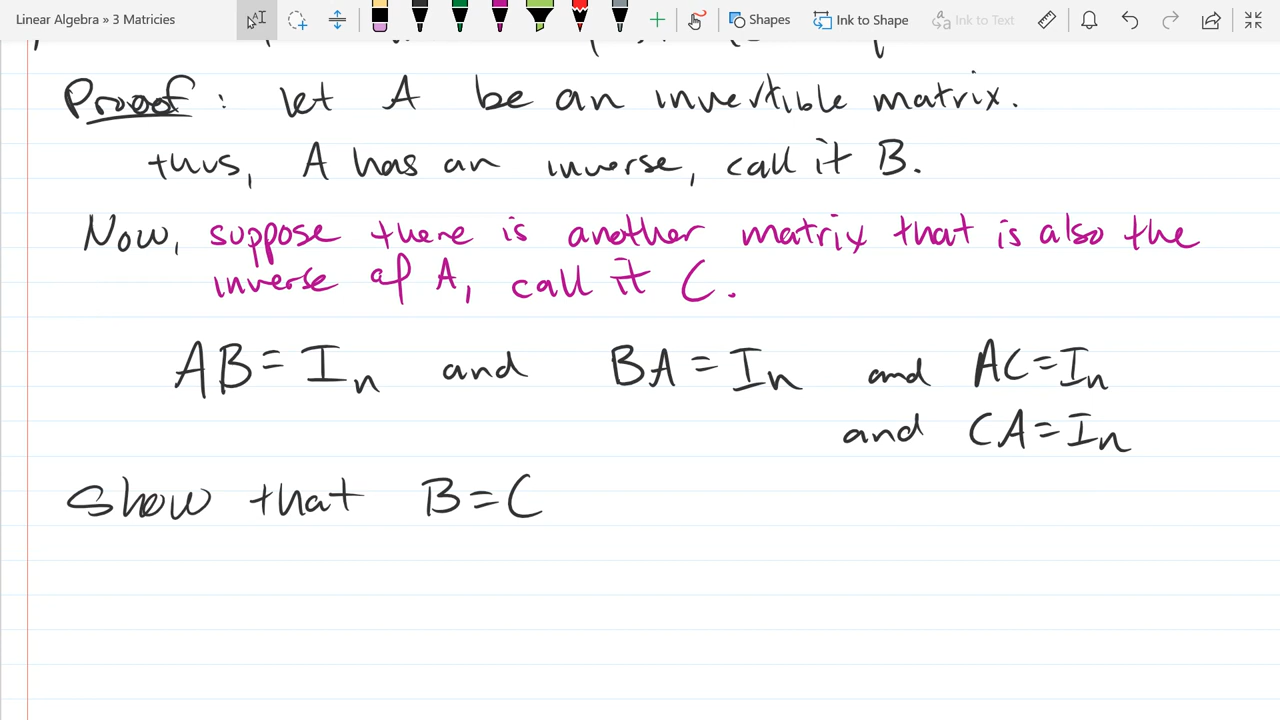 Linear Algebra » 3 Matricies
Shapes
Ink to Shape
Ink to Text
Proof: let A be an invertible matrix.
thus, A has an inverse, call it B.
Now, suppose there is another matrix that is also the
inverse of A, call it C.
AB = In and BA = In and AC = In
and CA = In
Show that B = C